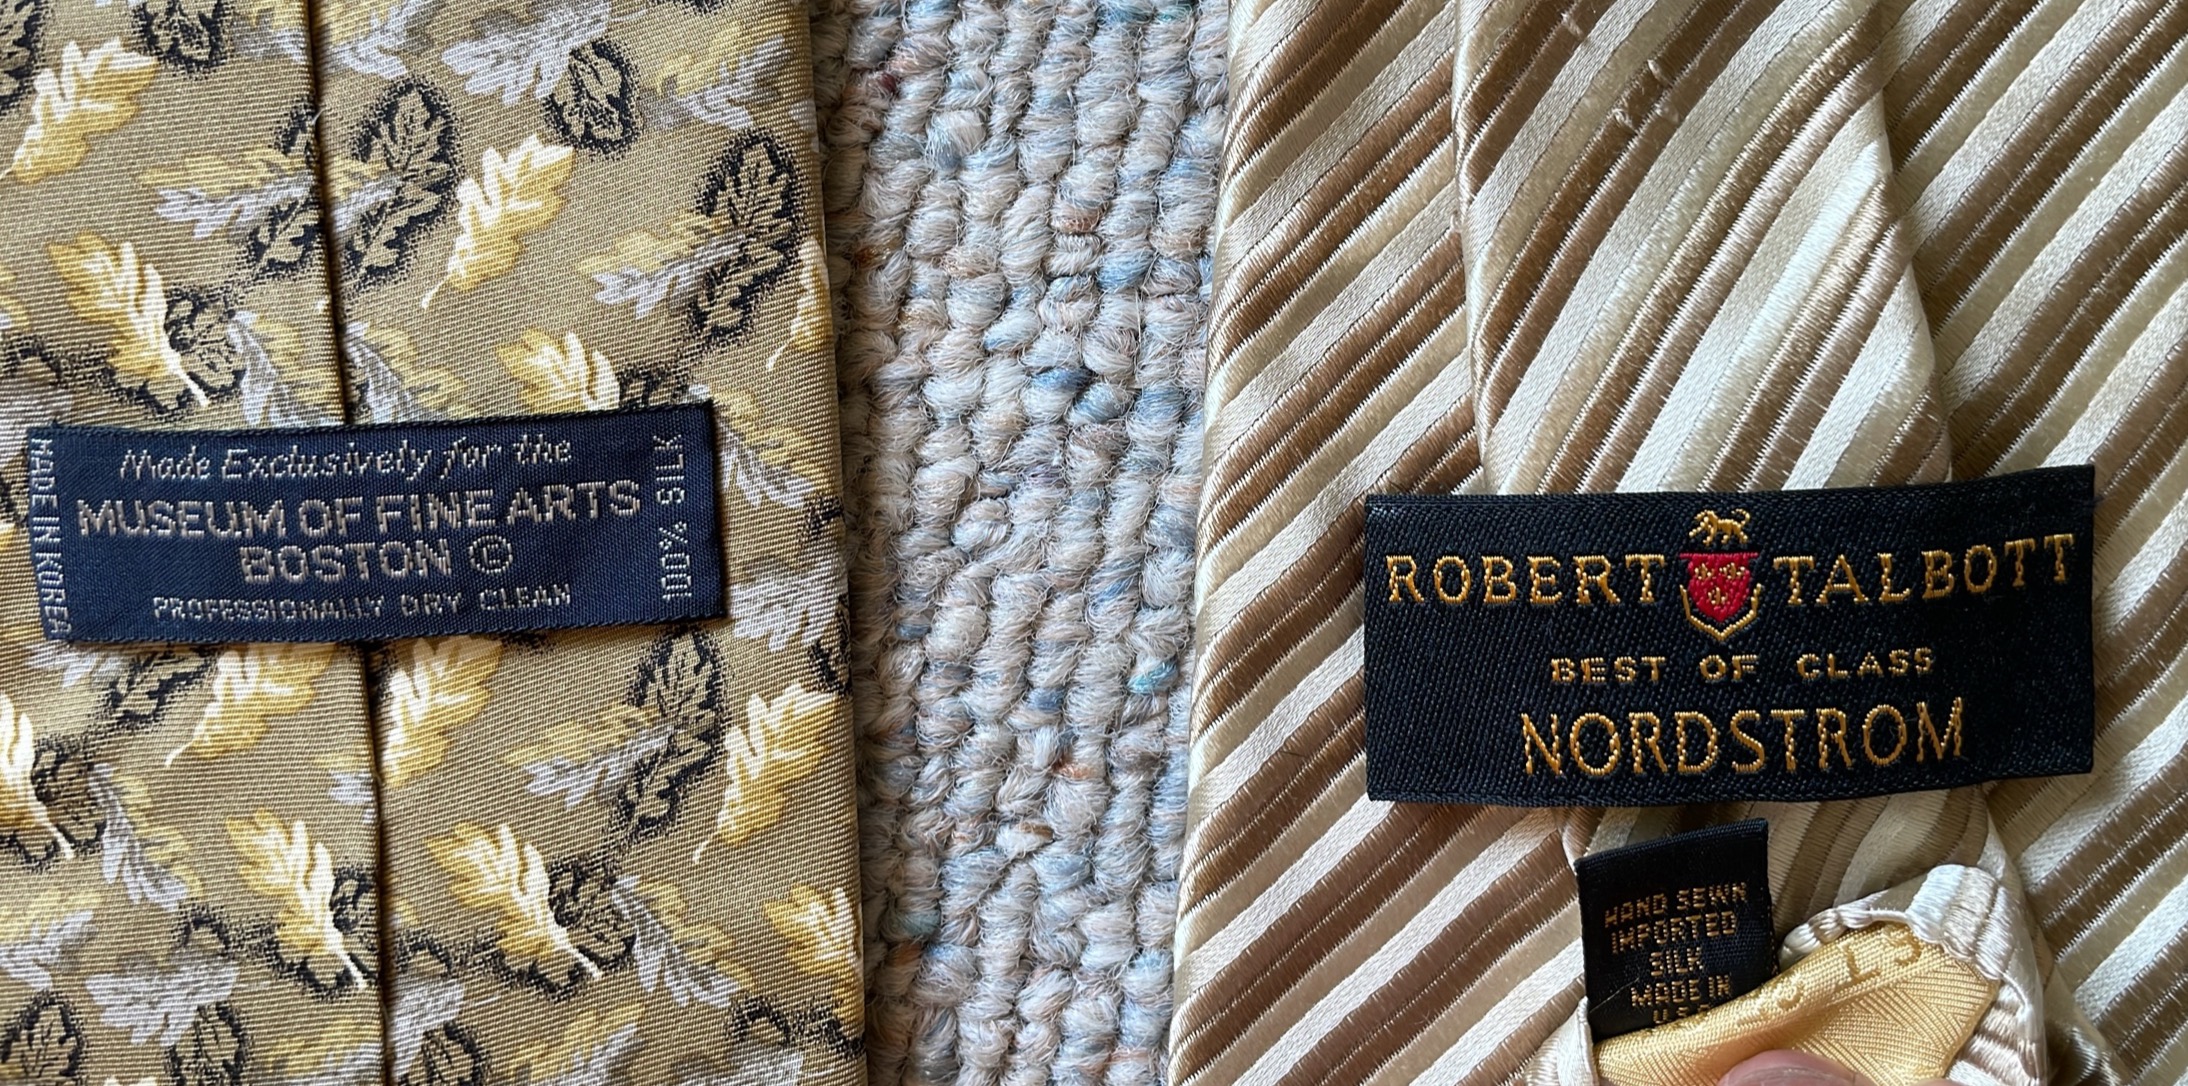 Made Exclusively for the
MUSEUM OF FINE ARTS
BOSTON ©
PROFESSIONALLY DRY CLEAN
MADE IN KOREA
100% SILK
ROBERT TALBOTT
BEST OF CLASS
NORDSTROM
HAND SEWN
IMPORTED
SILK
MADE IN